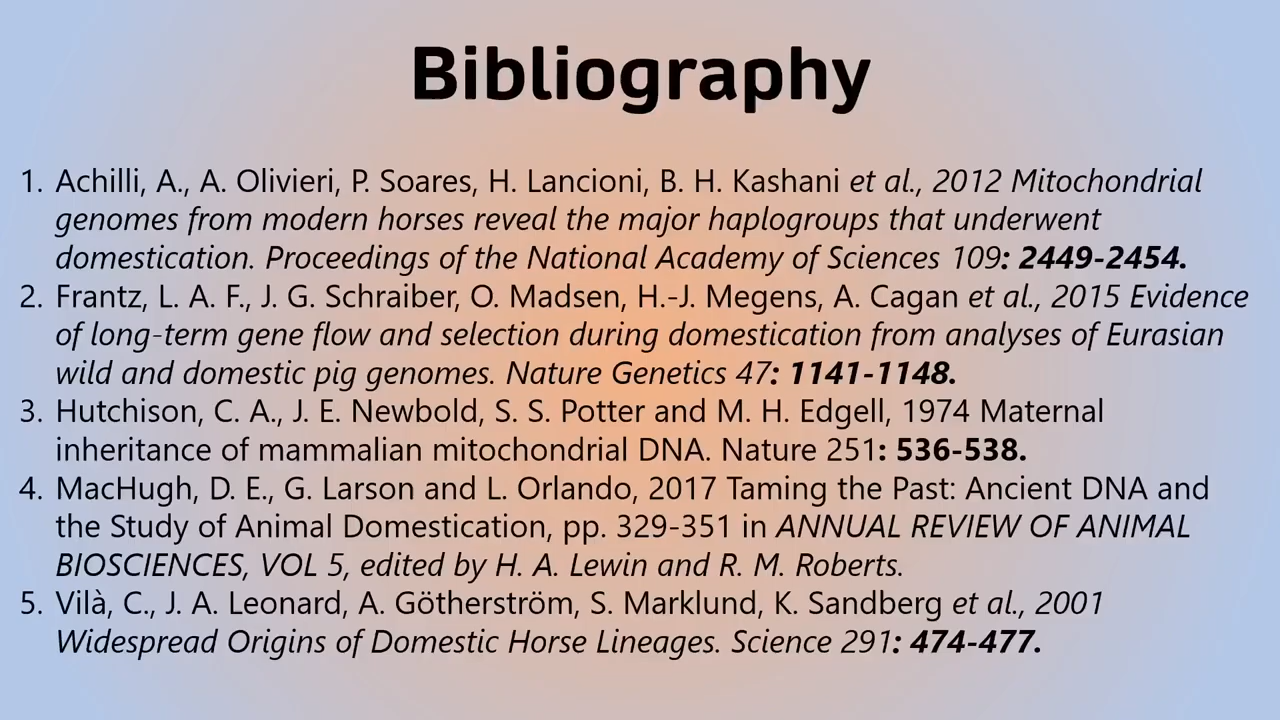 Bibliography
1. Achilli, A., A. Olivieri, P. Soares, H. Lancioni, B. H. Kashani et al., 2012 Mitochondrial
genomes from modern horses reveal the major haplogroups that underwent
domestication. Proceedings of the National Academy of Sciences 109: 2449-2454.
2. Frantz, L. A. F., J. G. Schraiber, O. Madsen, H.-J. Megens, A. Cagan et al., 2015 Evidence
of long-term gene flow and selection during domestication from analyses of Eurasian
wild and domestic pig genomes. Nature Genetics 47: 1141-1148.
3. Hutchison, C. A., J. E. Newbold, S. S. Potter and M. H. Edgell, 1974 Maternal
inheritance of mammalian mitochondrial DNA. Nature 251: 536-538.
4. MacHugh, D. E., G. Larson and L. Orlando, 2017 Taming the Past: Ancient DNA and
the Study of Animal Domestication, pp. 329-351 in ANNUAL REVIEW OF ANIMAL
BIOSCIENCES, VOL 5, edited by H. A. Lewin and R. M. Roberts.
5. Vilà, C., J. A. Leonard, A. Götherström, S. Marklund, K. Sandberg et al., 2001
Widespread Origins of Domestic Horse Lineages. Science 291: 474-477.